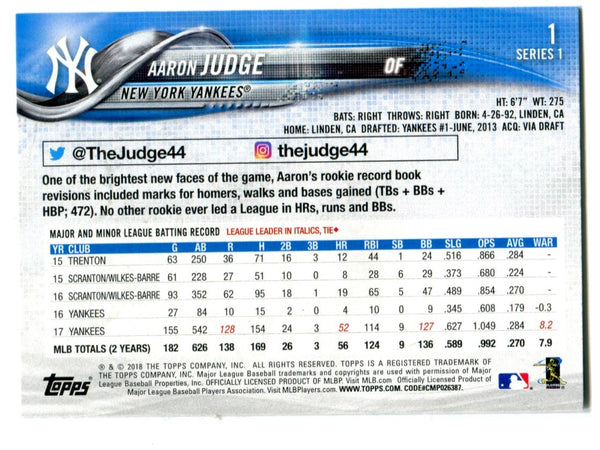 1
SERIES 1
NY
AARON JUDGE
OF
NEW YORK YANKEES®
HT: 6'7" WT: 275
BATS: RIGHT THROWS: RIGHT BORN: 4-26-92, LINDEN, CA
HOME: LINDEN, CA DRAFTED: YANKEES #1-JUNE, 2013 ACQ: VIA DRAFT
@TheJudge44 thejudge44
One of the brightest new faces of the game, Aaron's rookie record book
revisions included marks for homers, walks and bases gained (TBs + BBs +
HBP; 472). No other rookie ever led a League in HRs, runs and BBs.
MAJOR AND MINOR LEAGUE BATTING RECORD LEAGUE LEADER IN ITALICS, TIE♦
YR CLUB G AB R H 2B 3B HR RBI SB BB SLG OPS AVG WAR
15 TRENTON 63 250 36 71 16 3 12 44 1 24 .516 .866 .284 -
15 SCRANTON/WILKES-BARRE 61 228 27 51 10 0 8 28 6 29 .373 .680 .224 -
16 SCRANTON/WILKES-BARRE 93 352 62 95 18 1 19 65 5 47 .489 .854 .270 -
16 YANKEES 27 84 10 15 2 0 4 10 0 9 .345 .608 .179 -0.3
17 YANKEES 155 542 128 154 24 3 52 114 9 127 .627 1.049 .284 8.2
MLB TOTALS (2 YEARS) 182 626 138 169 26 3 56 124 9 136 .589 .992 .270 7.9
® & © 2018 THE TOPPS COMPANY, INC. ALL RIGHTS RESERVED. TOPPS IS A REGISTERED TRADEMARK OF
THE TOPPS COMPANY, INC. Major League Baseball trademarks and copyrights are used with permission of Major
League Baseball Properties, Inc. OFFICIALLY LICENSED PRODUCT OF MLBP. Visit MLB.com Officially Licensed Product
of Major League Baseball Players Association. Visit MLBPlayers.com. WWW.TOPPS.COM. CODE#CMP026387.
TOPPS